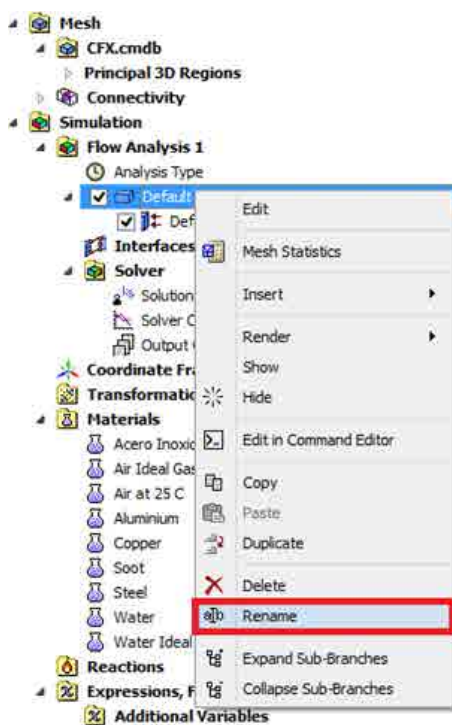 Mesh
CFX.cmdb
Principal 3D Regions
Connectivity
Simulation
Flow Analysis 1
Analysis Type
Default
Def
Interfaces
Solver
Solution
Solver C
Output
Coordinate Fra
Transformatio
Materials
Acero Inoxid
Air Ideal Gas
Air at 25 C
Aluminium
Copper
Soot
Steel
Water
Water Ideal
Reactions
Expressions, F
Additional Variables
Edit
Mesh Statistics
Insert
Render
Show
Hide
Edit in Command Editor
Copy
Paste
Duplicate
Delete
Rename
Expand Sub-Branches
Collapse Sub-Branches